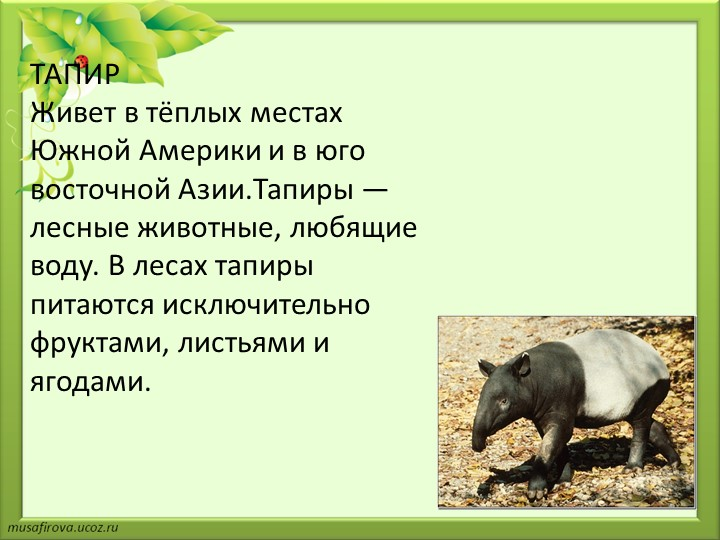 ТАПИР
Живет в тёплых местах
Южной Америки и в юго
восточной Азии.Тапиры —
лесные животные, любящие
воду. В лесах тапиры
питаются исключительно
фруктами, листьями и
ягодами.
musafirova.ucoz.ru